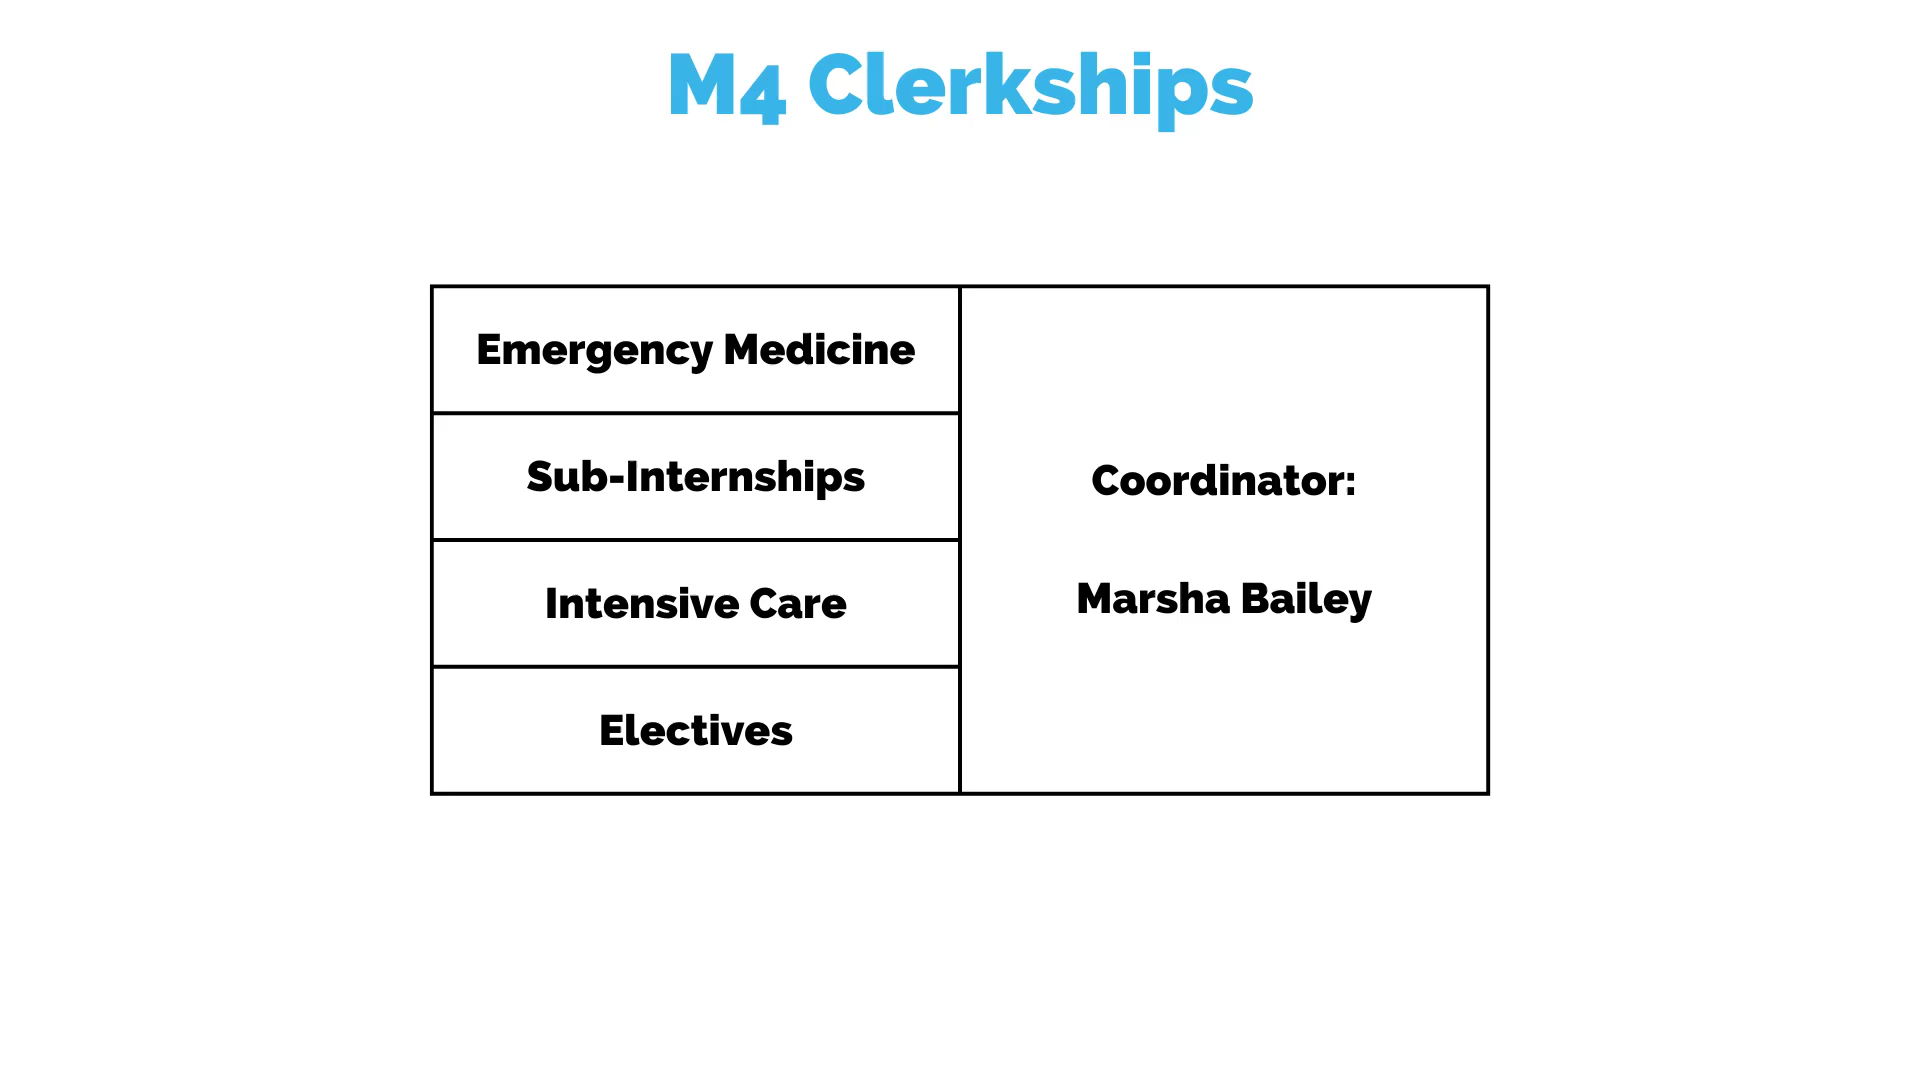 M4 Clerkships
Emergency Medicine
Sub-Internships
Intensive Care
Electives
Coordinator:
Marsha Bailey